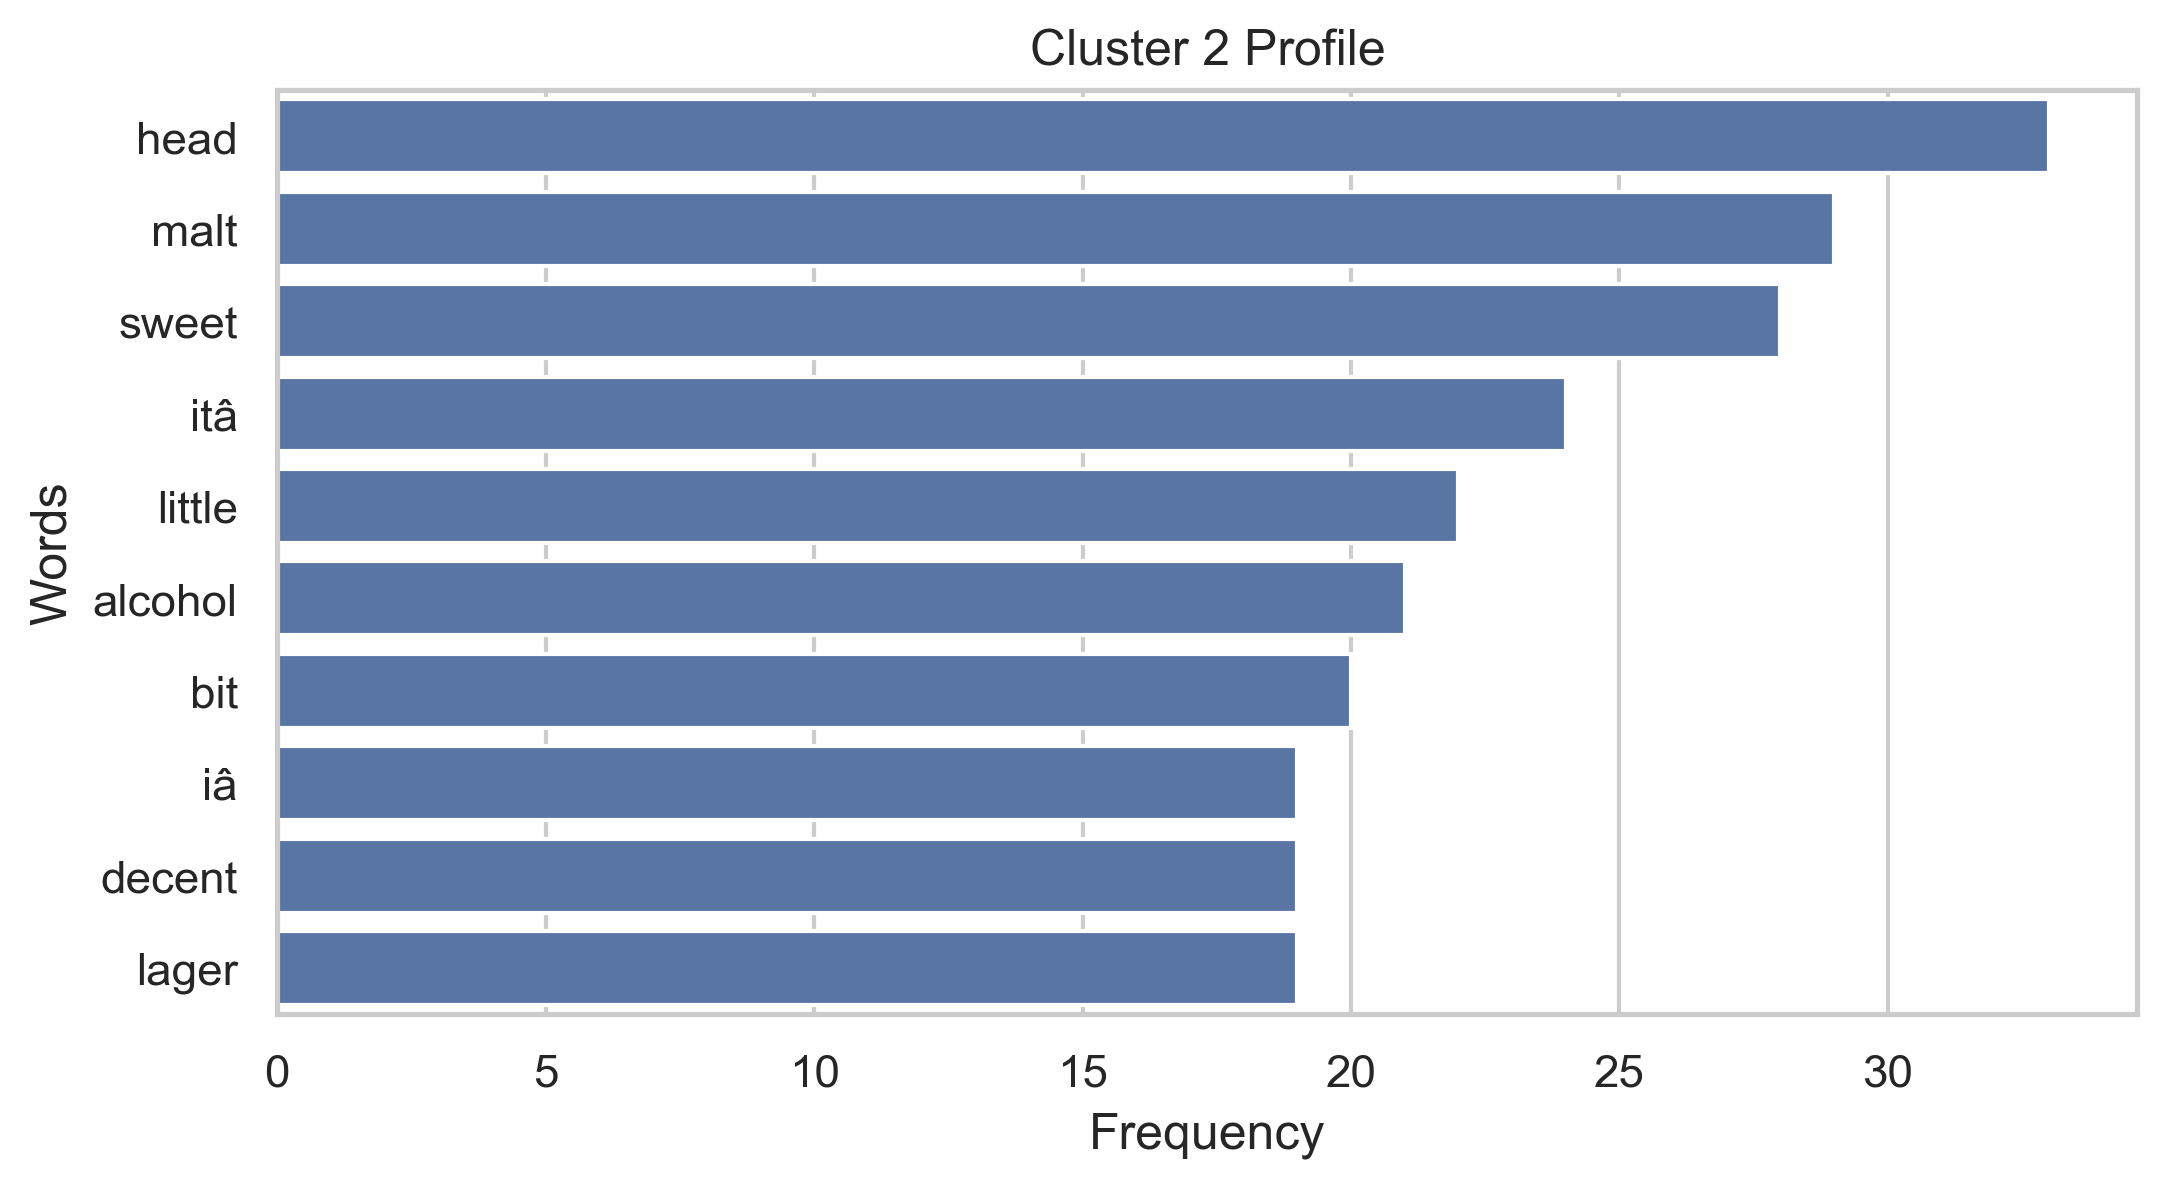 Cluster 2 Profile
head
malt
sweet
itâ
little
alcohol
bit
iâ
decent
lager
Words
0 5 10 15 20 25 30
Frequency